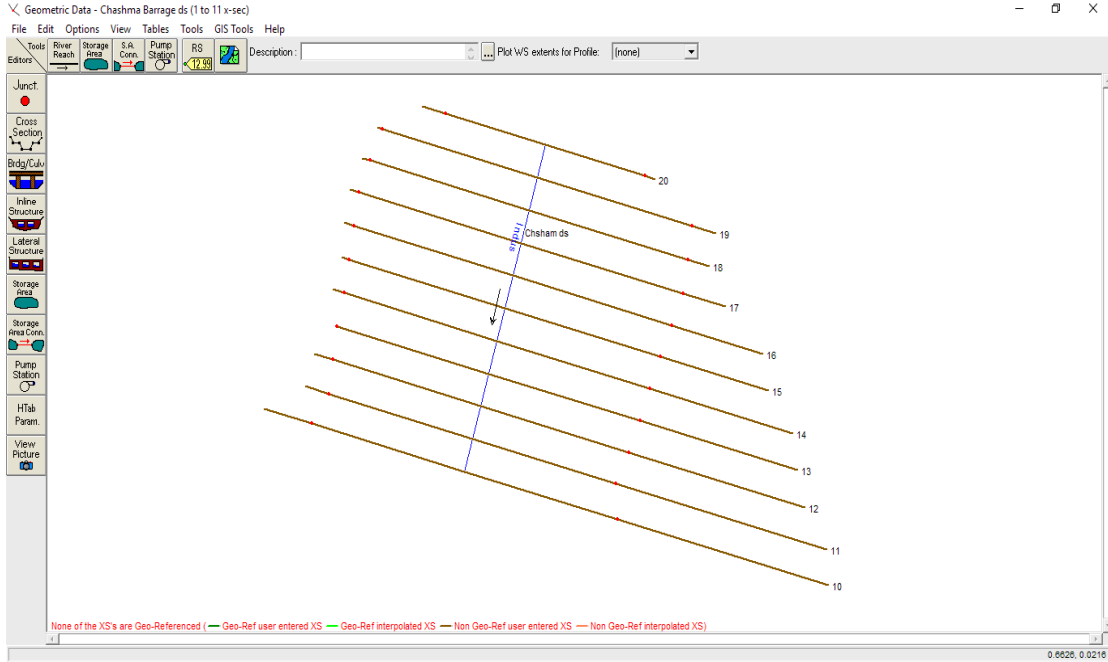 Geometric Data - Chashma Barrage ds (1 to 11 x-sec)
File Edit Options View Tables Tools GIS Tools Help
Tools
Editors
River
Reach
Storage
Area
S.A.
Conn.
Pump
Station
RS
12.99
Description :
...
Plot WS extents for Profile:
(none)
Junct.
Cross
Section
Brdg/Culv
Inline
Structure
Lateral
Structure
Storage
Area
Storage
Area Conn.
Pump
Station
HTab
Param.
View
Picture
20
19
indus
Chsham ds
18
17
16
15
14
13
12
11
10
None of the XS's are Geo-Referenced ( Geo-Ref user entered XS Geo-Ref interpolated XS Non Geo-Ref user entered XS Non Geo-Ref interpolated XS)
0.6626, 0.0216